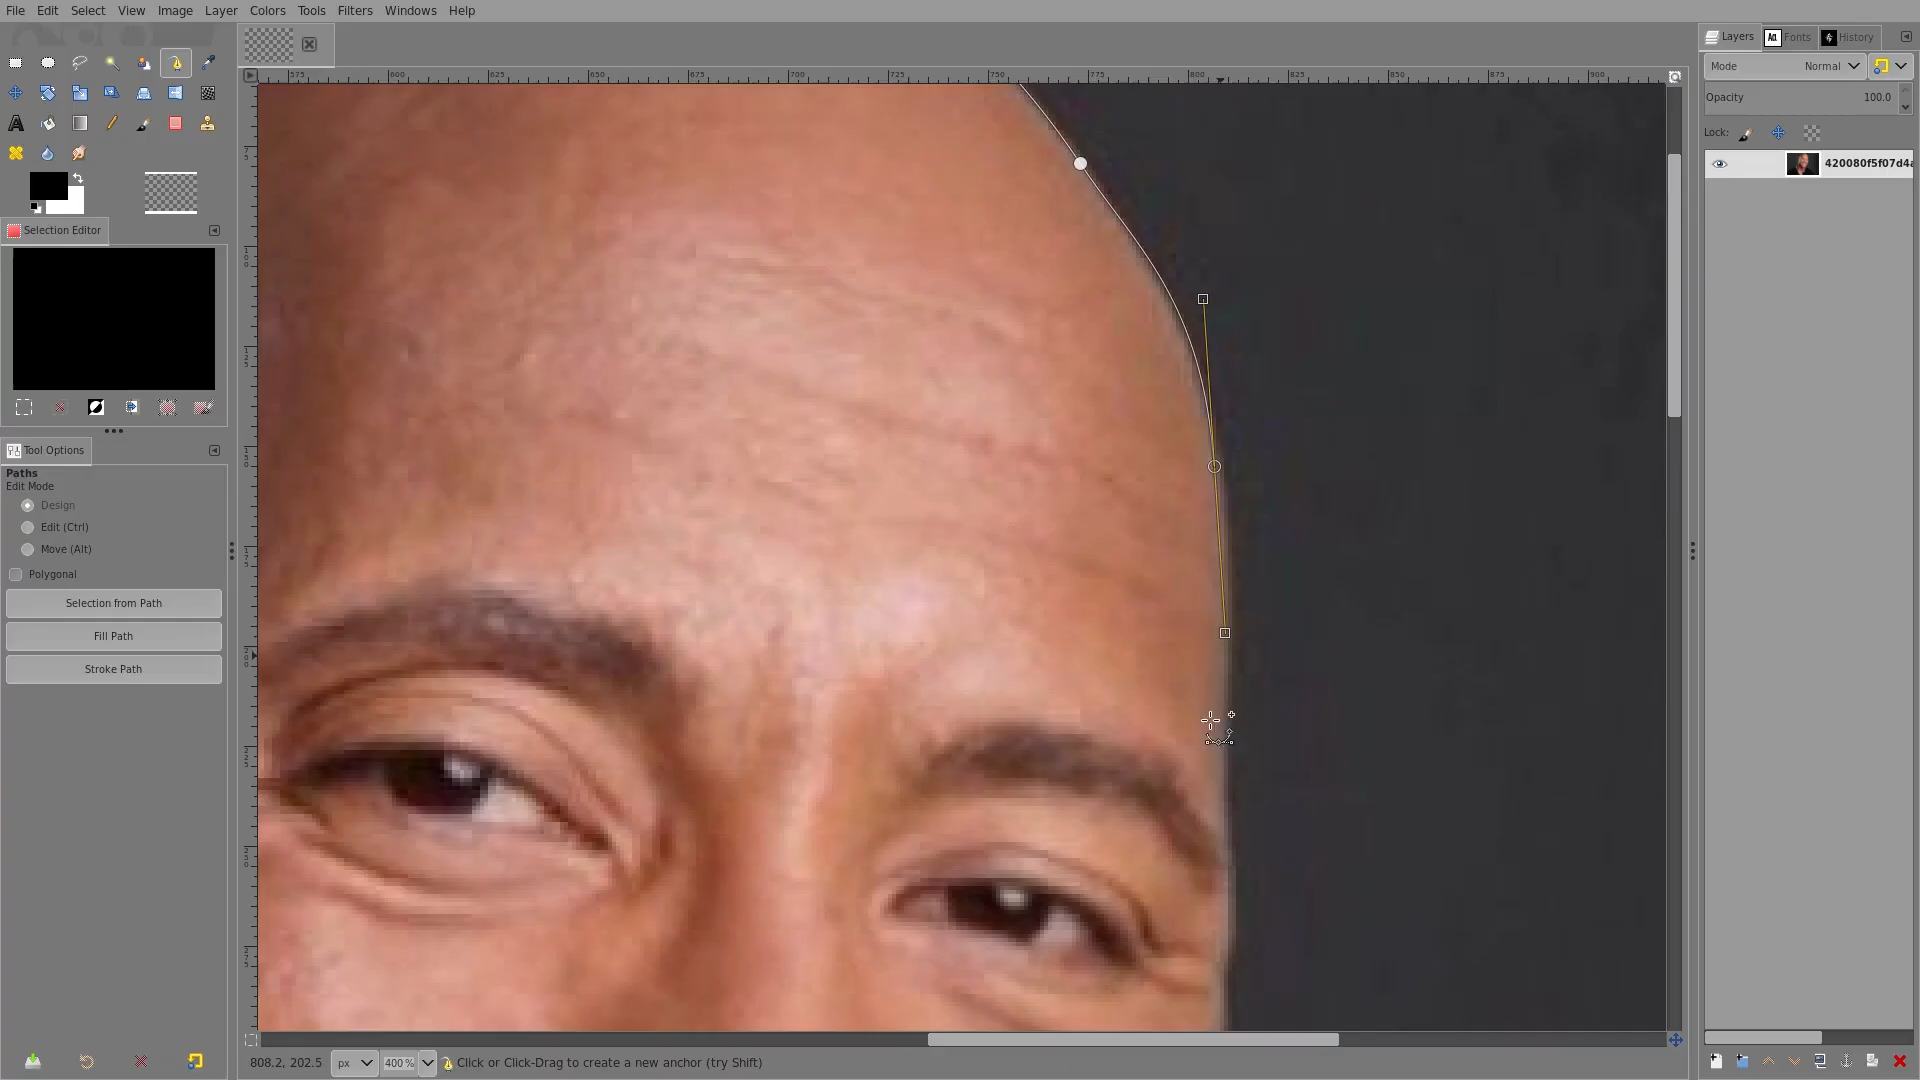 File Edit Select View Image Layer Colors Tools Filters Windows Help
575 600 625 650 675 700 725 750 775 800 825 850 875 900
Layers Fonts History
Mode Normal
Opacity 100.0
Lock:
420080f5f07d4
Selection Editor
Tool Options
Paths
Edit Mode
Design
Edit (Ctrl)
Move (Alt)
Polygonal
Selection from Path
Fill Path
Stroke Path
808.2, 202.5 px 400 % Click or Click-Drag to create a new anchor (try Shift)